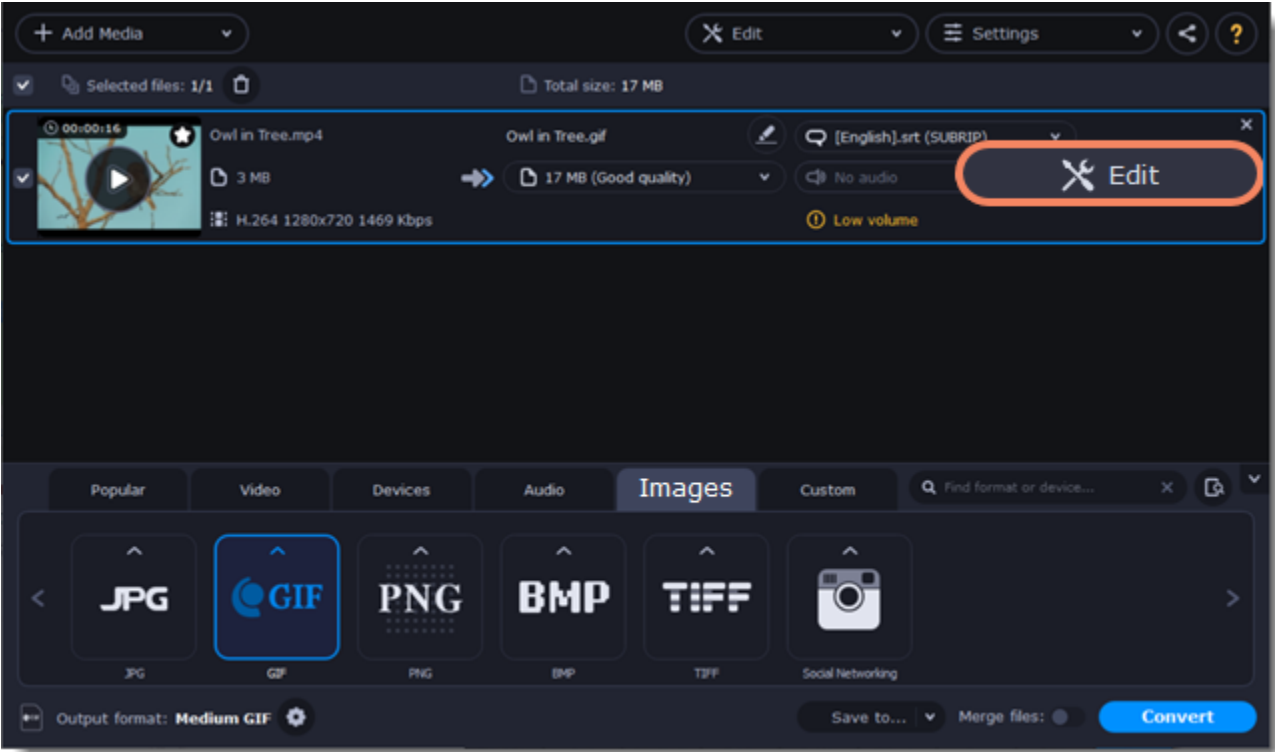 Add Media
Edit
Settings
?
Selected files: 1/1
Total size: 17 MB
00:00:16
Owl in Tree.mp4
Owl in Tree.gif
[English].srt (SUBRIP)
3 MB
17 MB (Good quality)
No audio
Edit
H.264 1280x720 1469 Kbps
Low volume
Popular
Video
Devices
Audio
Images
Custom
Find format or device...
JPG
GIF
PNG
BMP
TIFF
JPG
GIF
PNG
BMP
TIFF
Social Networking
Output format: Medium GIF
Save to...
Merge files:
Convert